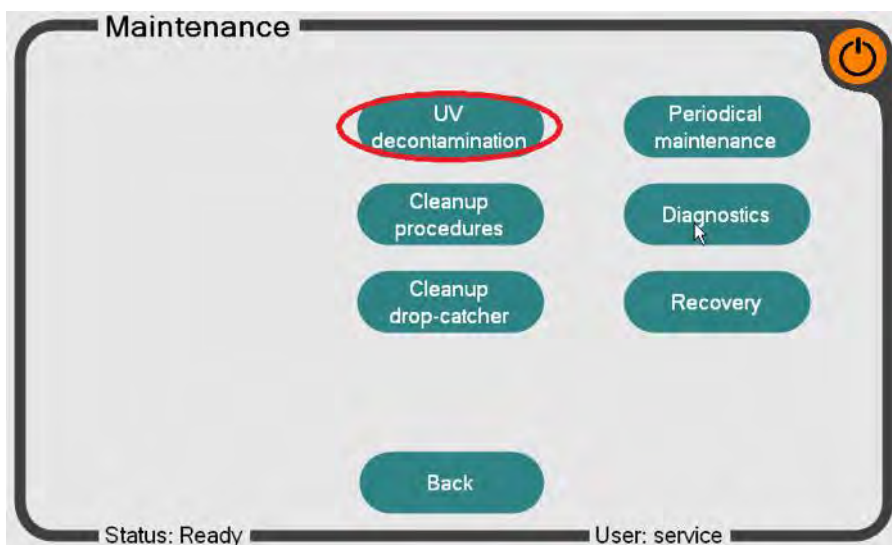 Maintenance
UV
decontamination
Periodical
maintenance
Cleanup
procedures
Diagnostics
Cleanup
drop-catcher
Recovery
Back
Status: Ready
User: service